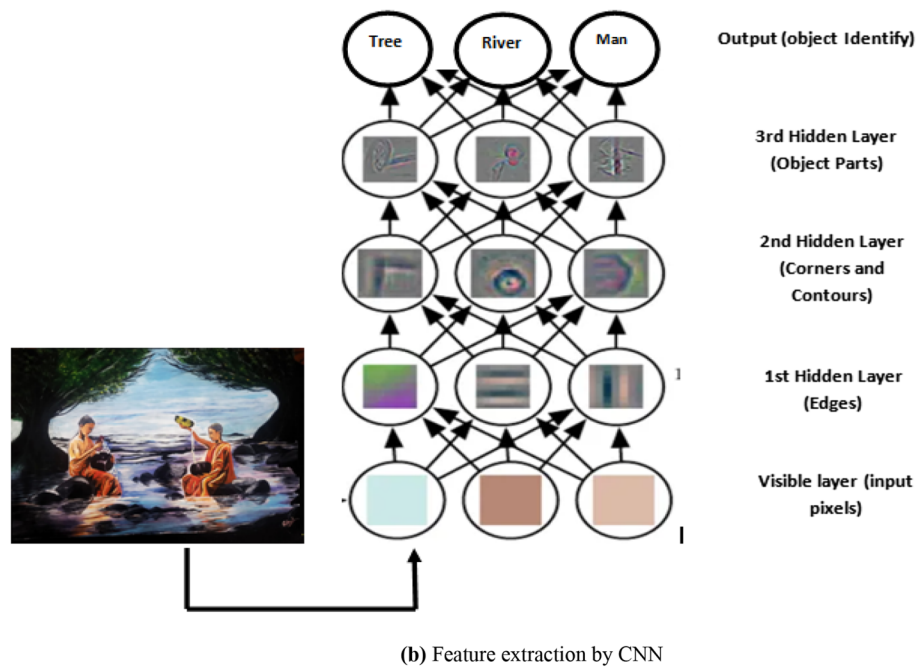 Tree
River
Man
Output (object Identify)
3rd Hidden Layer
(Object Parts)
2nd Hidden Layer
(Corners and
Contours)
1st Hidden Layer
(Edges)
Visible layer (input
pixels)
(b) Feature extraction by CNN